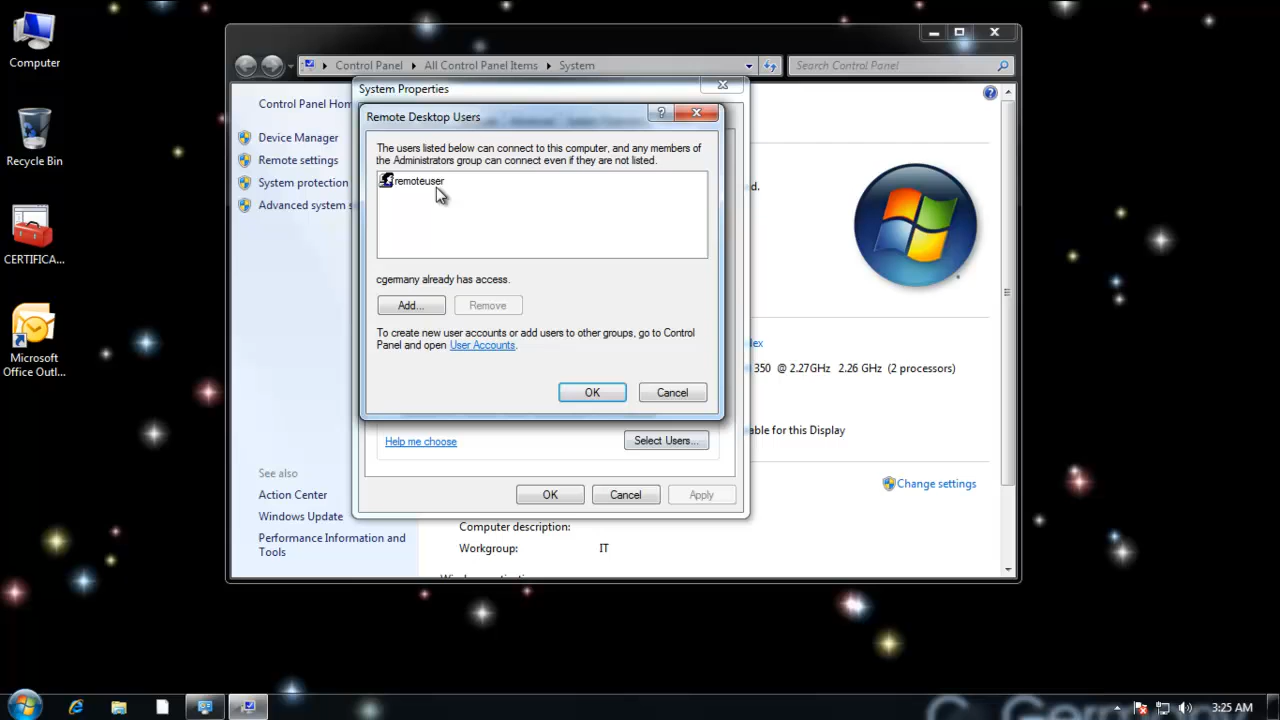 Computer
Recycle Bin
CERTIFICA...
Microsoft
Office Outl...
Control Panel
All Control Panel Items
System
Search Control Panel
Control Panel Hom
Device Manager
Remote settings
System protection
Advanced system s
See also
Action Center
Windows Update
Performance Information and
Tools
System Properties
Remote Desktop Users
The users listed below can connect to this computer, and any members of
the Administrators group can connect even if they are not listed.
remoteuser
cgermany already has access.
Add...
Remove
To create new user accounts or add users to other groups, go to Control
Panel and open User Accounts.
OK
Cancel
Help me choose
Select Users...
OK
Cancel
Apply
d.
dex
350 @ 2.27GHz 2.26 GHz (2 processors)
able for this Display
Change settings
Computer description:
Workgroup: IT
3:25 AM